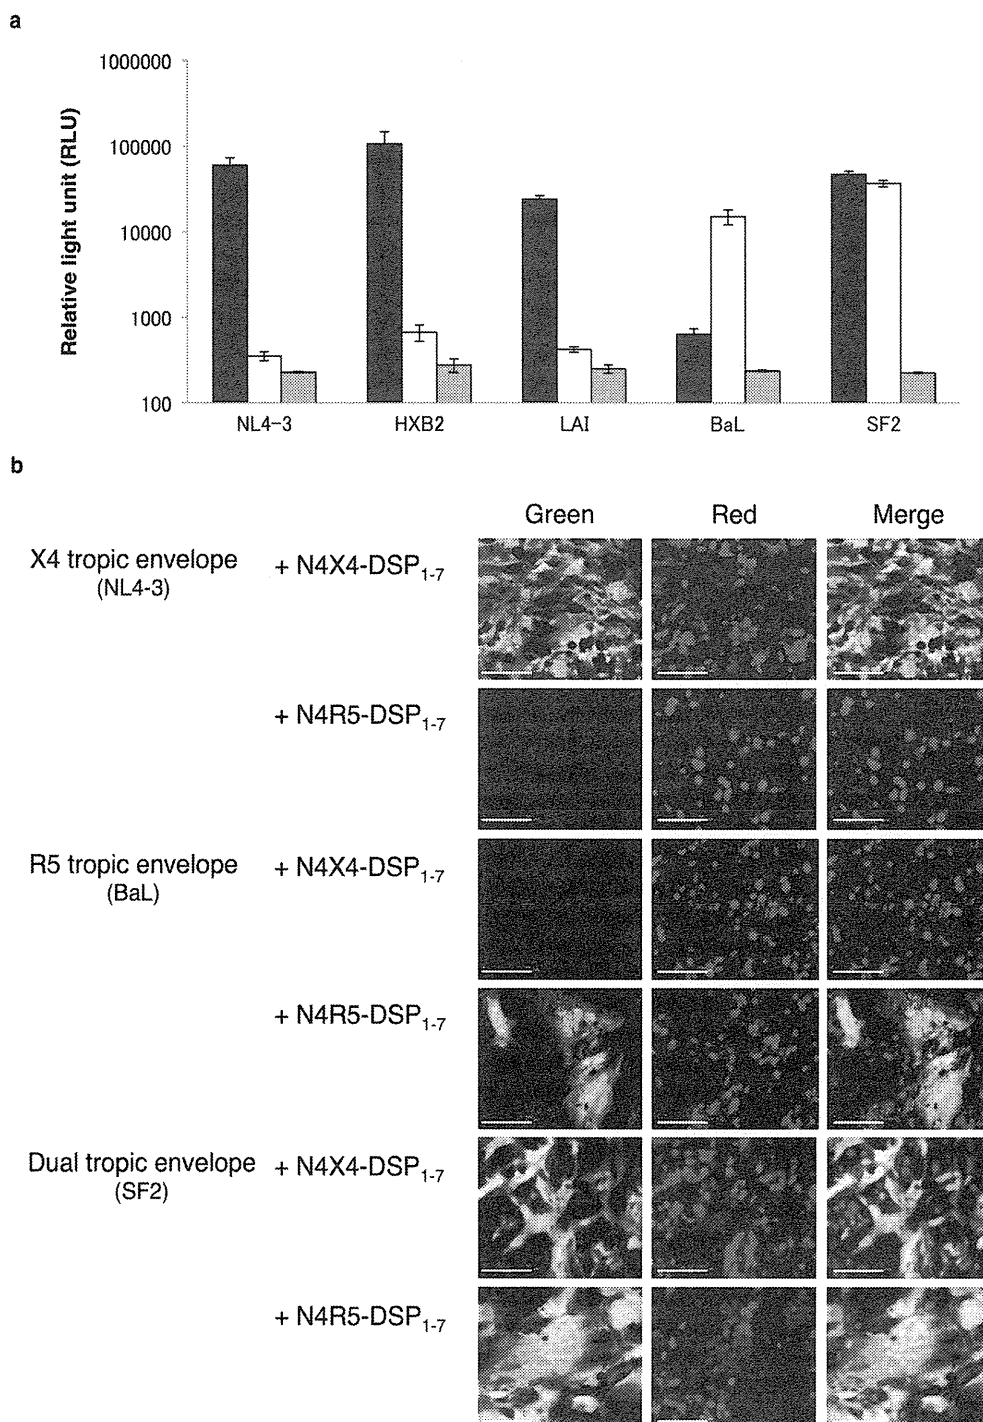 a
Relative light unit (RLU)
1000000
100000
10000
1000
100
NL4-3 HXB2 LAI BaL SF2
b
Green Red Merge
X4 tropic envelope + N4X4-DSP1-7
(NL4-3)
+ N4R5-DSP1-7
R5 tropic envelope + N4X4-DSP1-7
(BaL)
+ N4R5-DSP1-7
Dual tropic envelope + N4X4-DSP1-7
(SF2)
+ N4R5-DSP1-7